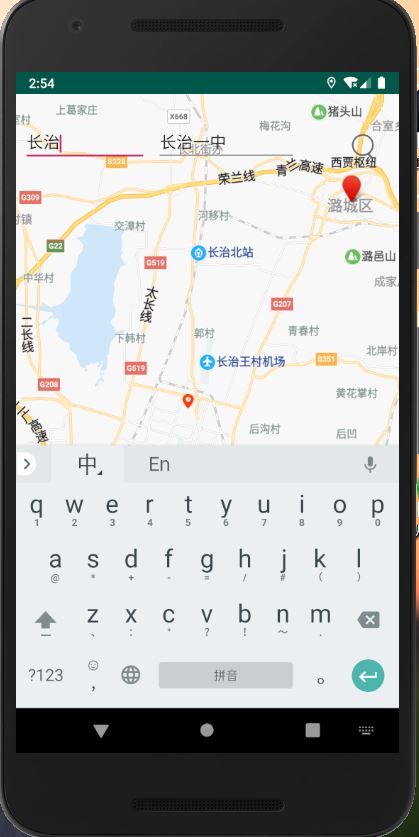 2:54
上葛家庄
X668
猪头山
梅花沟
合室
长治
长治一中
长北街办
西贾枢纽
S228
青兰高速
荣兰线
G309
潞城区
村镇
河移村
交漳村
G22
长治北站
潞邑山
G519
中华村
成家
太长线
G207
二长线
下韩村
郭村
青春村
S351
北岸村
G519
长治王村机场
G208
黄花掌村
二广高速
后沟村
后凹
中
En
q w e r t y u i o p
1 2 3 4 5 6 7 8 9 0
a s d f g h j k l
@ * + - = / # ( )
z x c v b n m
、 : " ? ! ~ .
?123 , 拼音 。